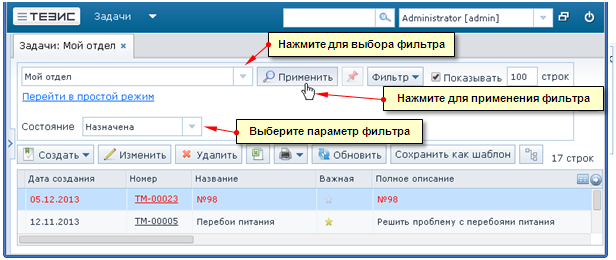 ТЕЗИС Задачи Administrator [admin]
Задачи: Мой отдел ×
Нажмите для выбора фильтра
Мой отдел Применить Фильтр Показывать 100 строк
Перейти в простой режим
Нажмите для применения фильтра
Состояние Назначена
Выберите параметр фильтра
Создать Изменить Удалить Обновить Сохранить как шаблон 17 строк
Дата создания Номер Название Важная Полное описание
05.12.2013 ТМ-00023 №98 №98
12.11.2013 ТМ-00005 Перебои питания Решить проблему с перебоями питания